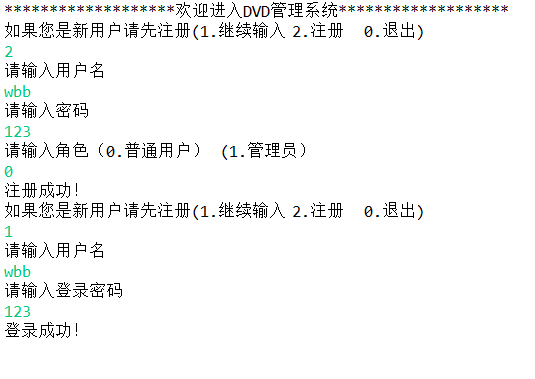 *******************欢迎进入DVD管理系统*******************
如果您是新用户请先注册(1.继续输入 2.注册  0.退出)
2
请输入用户名
wbb
请输入密码
123
请输入角色（0.普通用户） (1.管理员）
0
注册成功!
如果您是新用户请先注册(1.继续输入 2.注册  0.退出)
1
请输入用户名
wbb
请输入登录密码
123
登录成功!